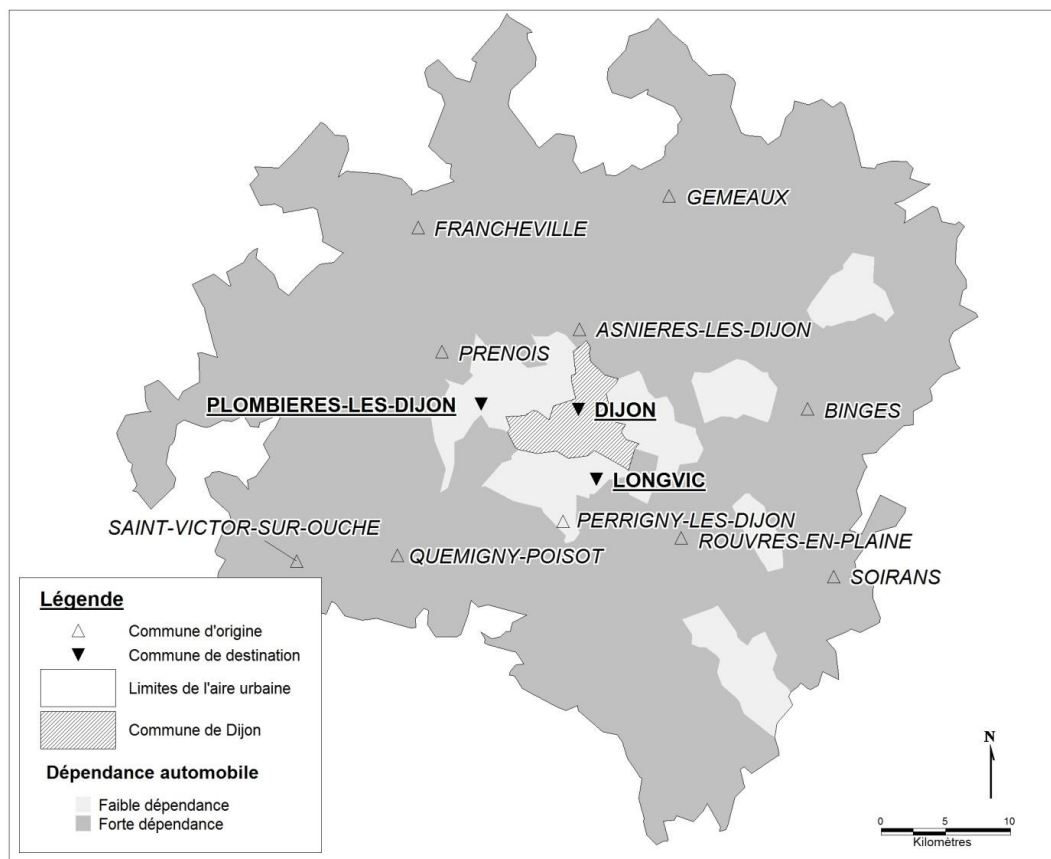 GEMEAUX
FRANCHEVILLE
ASNIERES-LES-DIJON
PRENOIS
PLOMBIERES-LES-DIJON
DIJON
BINGES
LONGVIC
PERRIGNY-LES-DIJON
SAINT-VICTOR-SUR-OUCHE
ROUVRES-EN-PLAINE
QUEMIGNY-POISOT
SOIRANS
Légende
Commune d'origine
Commune de destination
Limites de l'aire urbaine
Commune de Dijon
Dépendance automobile
Faible dépendance
Forte dépendance
N
0 5 10
Kilomètres